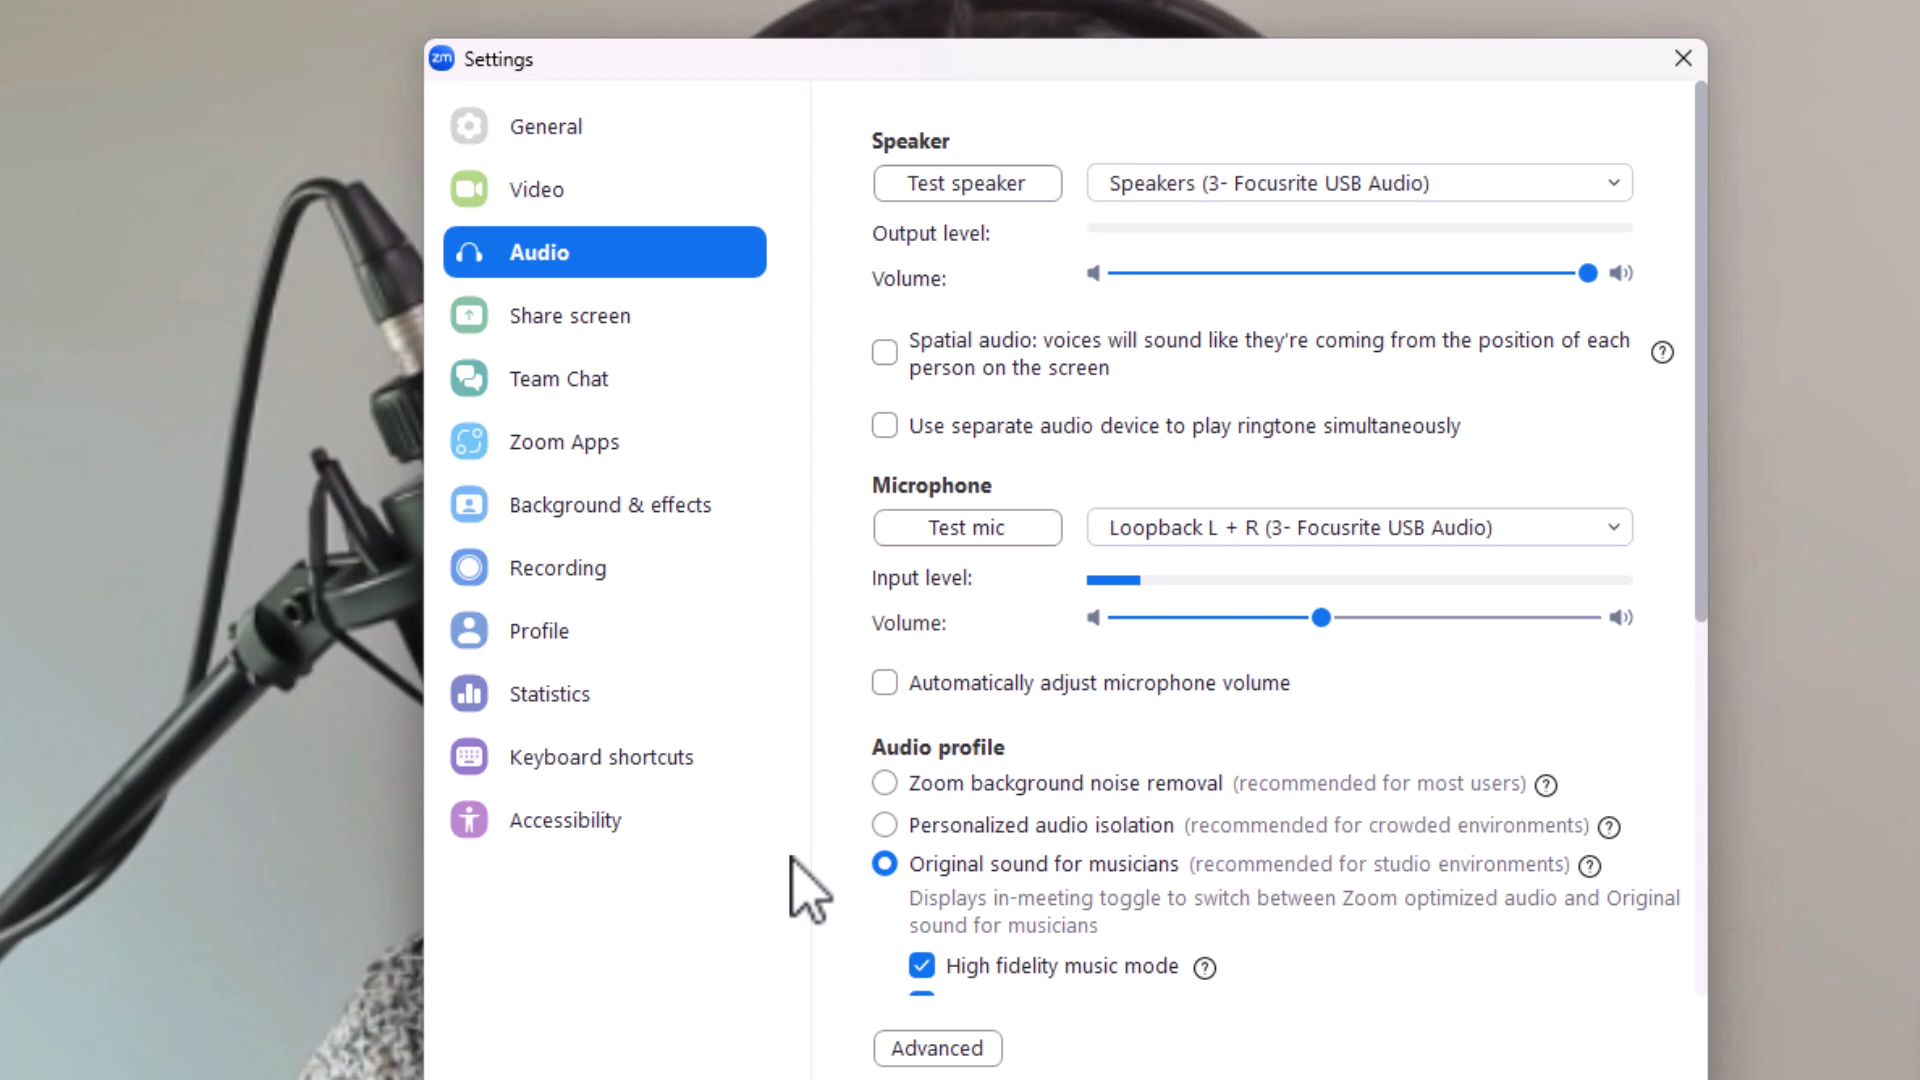 zm Settings
General
Video
Audio
Share screen
Team Chat
Zoom Apps
Background & effects
Recording
Profile
Statistics
Keyboard shortcuts
Accessibility
Speaker
Test speaker Speakers (3- Focusrite USB Audio)
Output level:
Volume:
Spatial audio: voices will sound like they're coming from the position of each
person on the screen
Use separate audio device to play ringtone simultaneously
Microphone
Test mic Loopback L + R (3- Focusrite USB Audio)
Input level:
Volume:
Automatically adjust microphone volume
Audio profile
Zoom background noise removal (recommended for most users)
Personalized audio isolation (recommended for crowded environments)
Original sound for musicians (recommended for studio environments)
Displays in-meeting toggle to switch between Zoom optimized audio and Original
sound for musicians
High fidelity music mode
Advanced